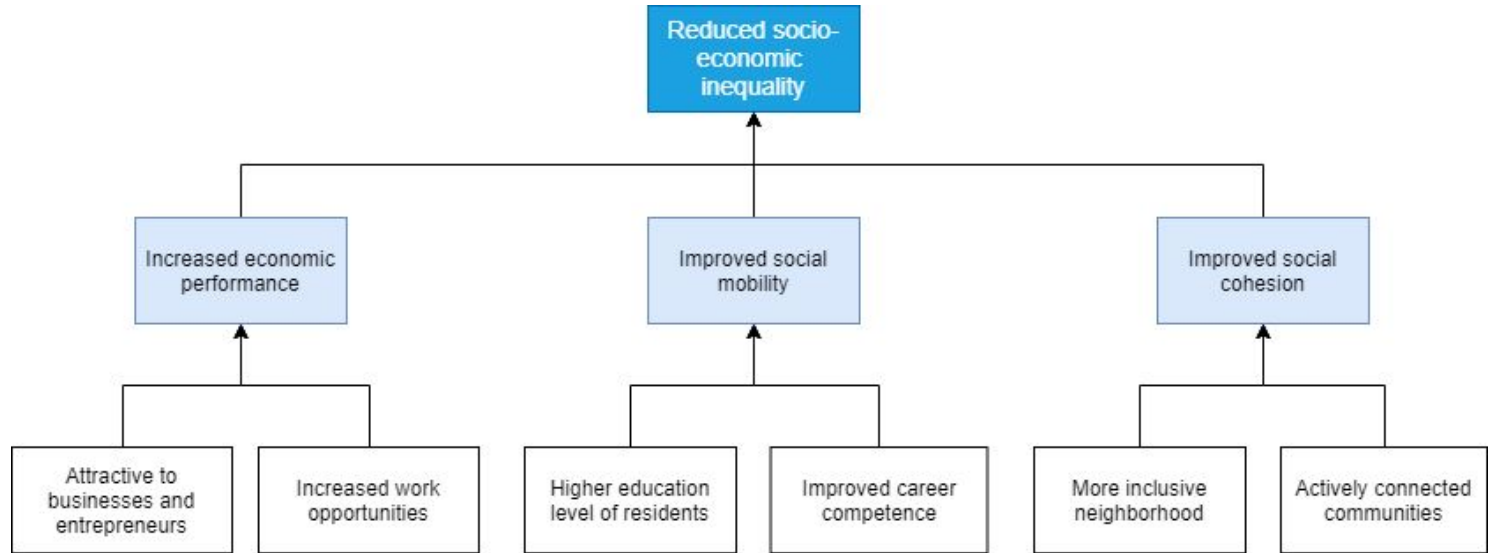 Reduced socio-
economic
inequality
Increased economic
performance
Improved social
mobility
Improved social
cohesion
Attractive to
businesses and
entrepreneurs
Increased work
opportunities
Higher education
level of residents
Improved career
competence
More inclusive
neighborhood
Actively connected
communities